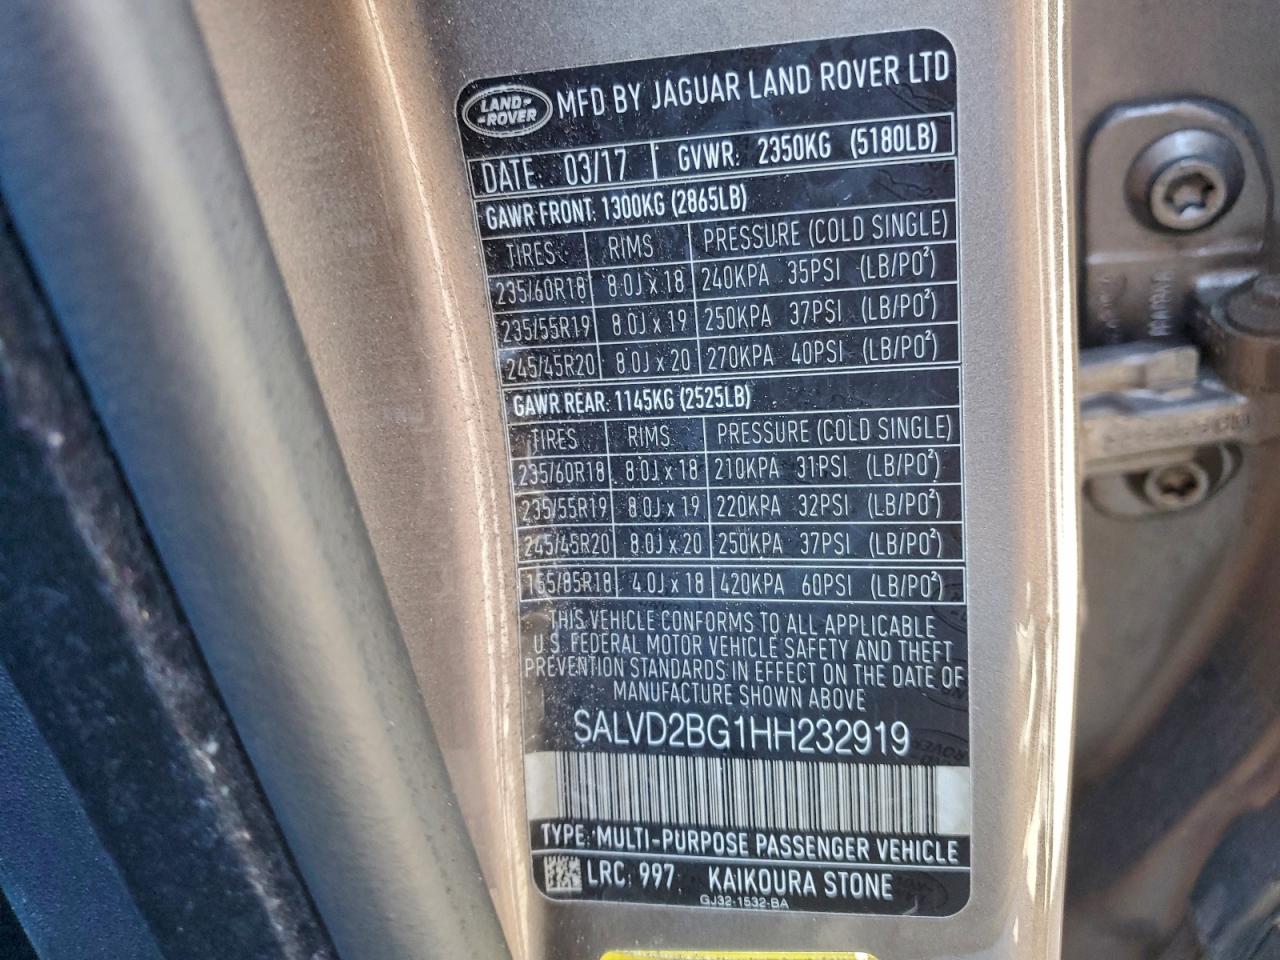 LAND-
-ROVER
MFD BY JAGUAR LAND ROVER LTD
DATE: 03/17 GVWR: 2350KG (5180LB)
GAWR FRONT: 1300KG (2865LB)
TIRES RIMS PRESSURE (COLD SINGLE)
235/60R18 8.0J x 18 240KPA 35PSI (LB/PO²)
235/55R19 8.0J x 19 250KPA 37PSI (LB/PO²)
245/45R20 8.0J x 20 270KPA 40PSI (LB/PO²)
GAWR REAR: 1145KG (2525LB)
TIRES RIMS PRESSURE (COLD SINGLE)
235/60R18 8.0J x 18 210KPA 31PSI (LB/PO²)
235/55R19 8.0J x 19 220KPA 32PSI (LB/PO²)
245/45R20 8.0J x 20 250KPA 37PSI (LB/PO²)
155/85R18 4.0J x 18 420KPA 60PSI (LB/PO²)
THIS VEHICLE CONFORMS TO ALL APPLICABLE
U.S. FEDERAL MOTOR VEHICLE SAFETY AND THEFT
PREVENTION STANDARDS IN EFFECT ON THE DATE OF
MANUFACTURE SHOWN ABOVE
SALVD2BG1HH232919
TYPE: MULTI-PURPOSE PASSENGER VEHICLE
LRC: 997 KAIKOURA STONE
GJ32-1532-BA